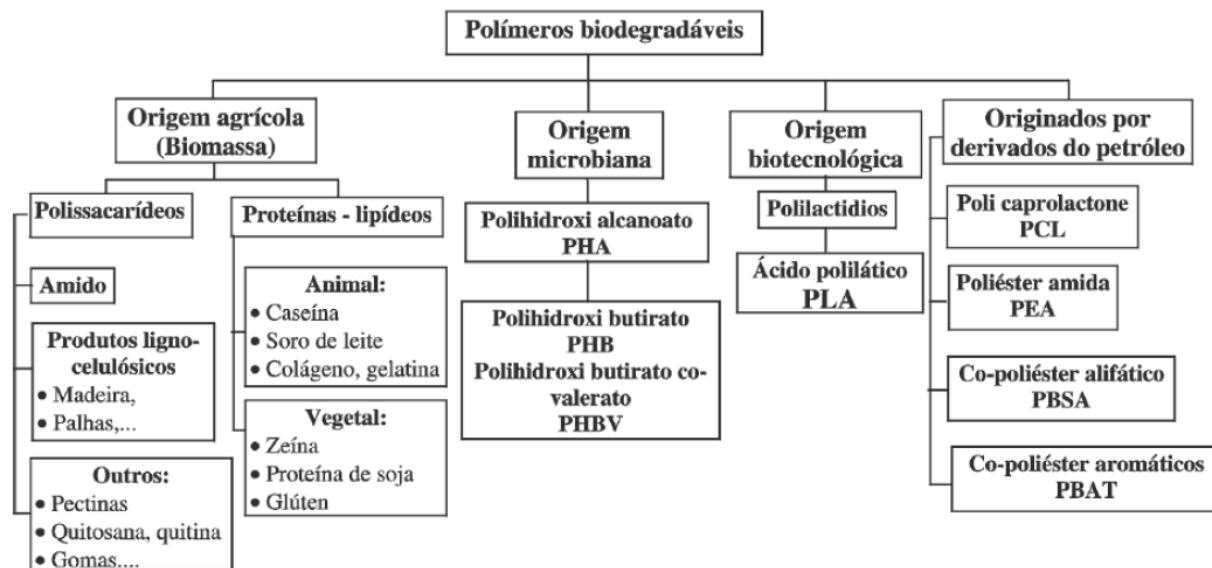 Polímeros biodegradáveis
Origem agrícola
(Biomassa)
Polissacarídeos
Amido
Produtos ligno-
celulósicos
• Madeira,
• Palhas,...
Outros:
• Pectinas
• Quitosana, quitina
• Gomas....
Proteínas - lipídeos
Animal:
• Caseína
• Soro de leite
• Colágeno, gelatina
Vegetal:
• Zeína
• Proteína de soja
• Glúten
Origem
microbiana
Polihidroxi alcanoato
PHA
Polihidroxi butirato
PHB
Polihidroxi butirato co-
valerato
PHBV
Origem
biotecnológica
Polilactidios
Ácido polilático
PLA
Originados por
derivados do petróleo
Poli caprolactone
PCL
Poliéster amida
PEA
Co-poliéster alifático
PBSA
Co-poliéster aromáticos
PBAT